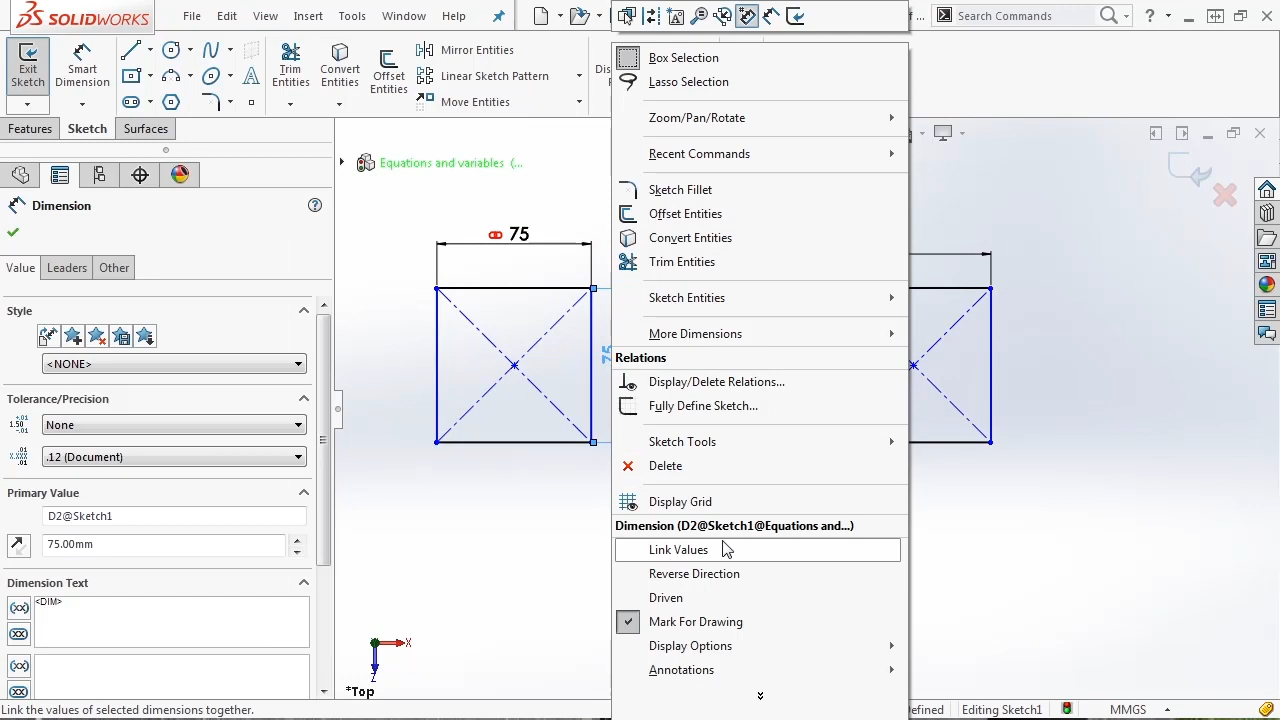 SOLIDWORKS
File Edit View Insert Tools Window Help
Search Commands
Exit Sketch
Smart Dimension
Trim Entities
Convert Entities
Offset Entities
Mirror Entities
Linear Sketch Pattern
Move Entities
Features Sketch Surfaces
Dimension
Value Leaders Other
Style
<NONE>
Tolerance/Precision
None
.12 (Document)
Primary Value
D2@Sketch1
75.00mm
Dimension Text
<DIM>
Equations and variables (...
75
75
X
Z
*Top
Box Selection
Lasso Selection
Zoom/Pan/Rotate
Recent Commands
Sketch Fillet
Offset Entities
Convert Entities
Trim Entities
Sketch Entities
More Dimensions
Relations
Display/Delete Relations...
Fully Define Sketch...
Sketch Tools
Delete
Display Grid
Dimension (D2@Sketch1@Equations and...)
Link Values
Reverse Direction
Driven
Mark For Drawing
Display Options
Annotations
Link the values of selected dimensions together.
Editing Sketch1
MMGS